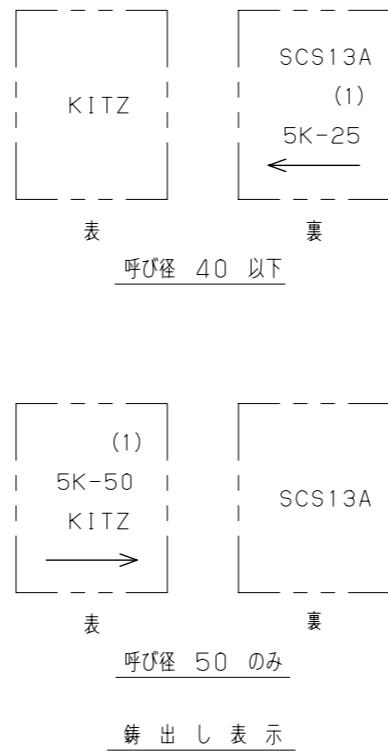 KITZ
表
SCS13A
(1)
5K-25
裏
呼び径 40 以下
(1)
5K-50
KITZ
表
SCS13A
裏
呼び径 50 のみ
鋳 出 し 表 示